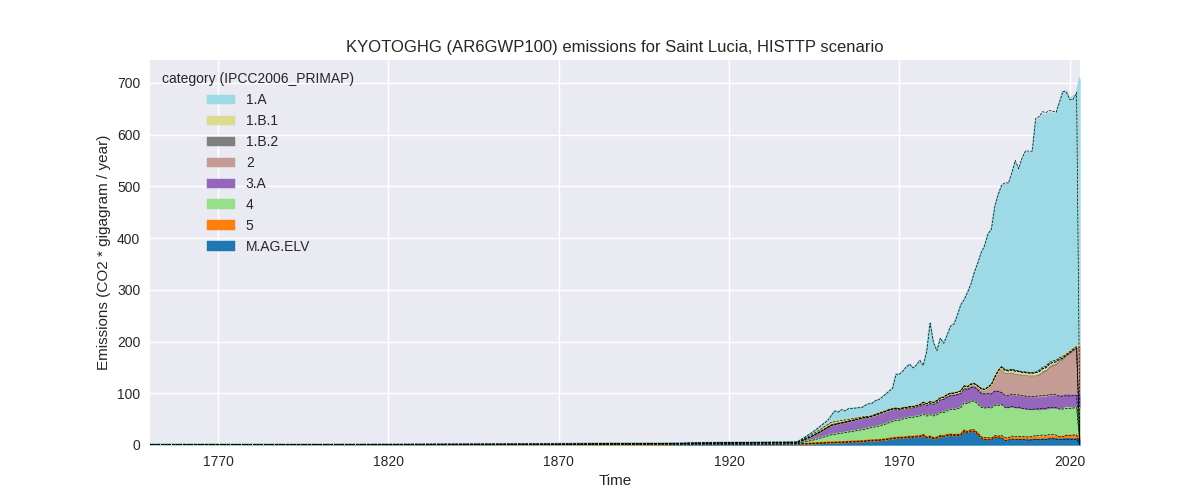 KYOTOGHG (AR6GWP100) emissions for Saint Lucia, HISTTP scenario
category (IPCC2006_PRIMAP)
1.A
1.B.1
1.B.2
2
3.A
4
5
M.AG.ELV
Emissions (CO2 * gigagram / year)
700
600
500
400
300
200
100
0
1770
1820
1870
1920
1970
2020
Time